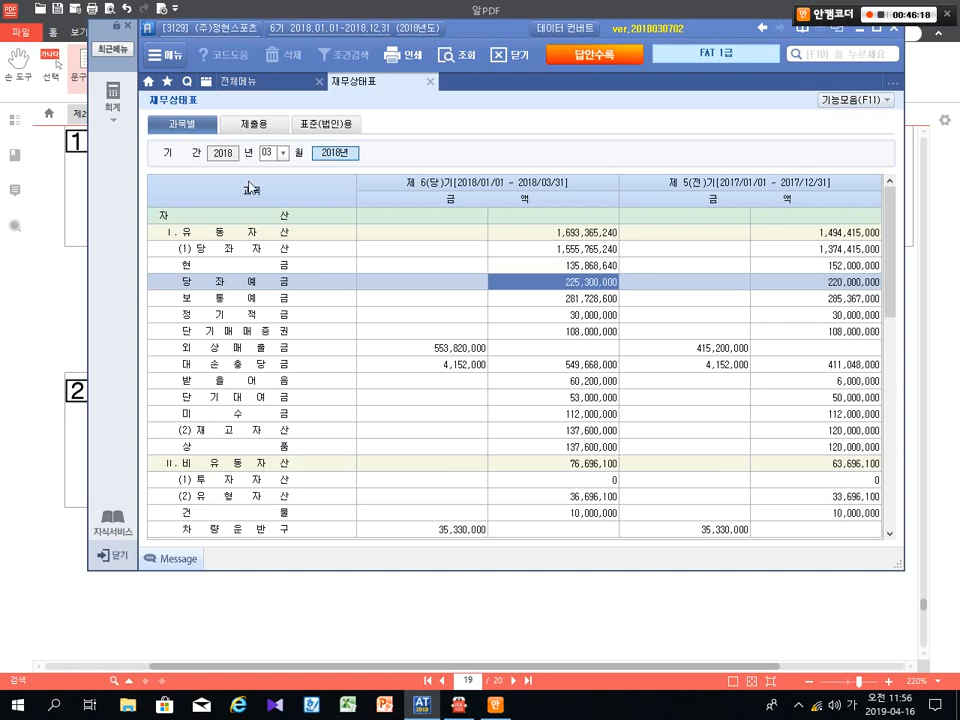 알PDF
안캠코더 00:46:18
파일 홈 보기
[3129] (주)정현스포츠 6기 2018.01.01~2018.12.31 (2018년도) 데이터 컨버트 ver.2018030702
최근메뉴
메뉴 코드도움 삭제 조건검색 인쇄 조회 닫기 답안수록 FAT 1급 [F10] 을 누르세요
손 도구 선택
회계
전체메뉴 재무상태표
재무상태표 기능모음(F11)
과목별 제출용 표준(법인)용
기 간 2018 년 03 월 2018년
과목 제 6(당)기[2018/01/01 ~ 2018/03/31] 제 5(전)기[2017/01/01 ~ 2017/12/31]
금 액 금 액
자 산
Ⅰ.유 동 자 산 1,693,365,240 1,494,415,000
(1) 당 좌 자 산 1,555,765,240 1,374,415,000
현 금 135,868,640 152,000,000
당 좌 예 금 225,300,000 220,000,000
보 통 예 금 281,728,600 285,367,000
정 기 적 금 30,000,000 30,000,000
단 기 매 매 증 권 108,000,000 108,000,000
외 상 매 출 금 553,820,000 415,200,000
대 손 충 당 금 4,152,000 549,668,000 4,152,000 411,048,000
받 을 어 음 60,200,000 6,000,000
단 기 대 여 금 53,000,000 50,000,000
미 수 금 112,000,000 112,000,000
(2) 재 고 자 산 137,600,000 120,000,000
상 품 137,600,000 120,000,000
Ⅱ.비 유 동 자 산 76,696,100 63,696,100
(1) 투 자 자 산 0 0
(2) 유 형 자 산 36,696,100 33,696,100
건 물 10,000,000
차 량 운 반 구 35,330,000 35,330,000
1
2
지식서비스
닫기
Message
검색 19 / 20 220%
오전 11:56
2019-04-16